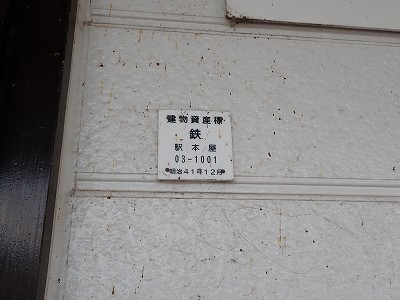 建物資産標
鉄
駅本屋
03-1001
明治41年12月